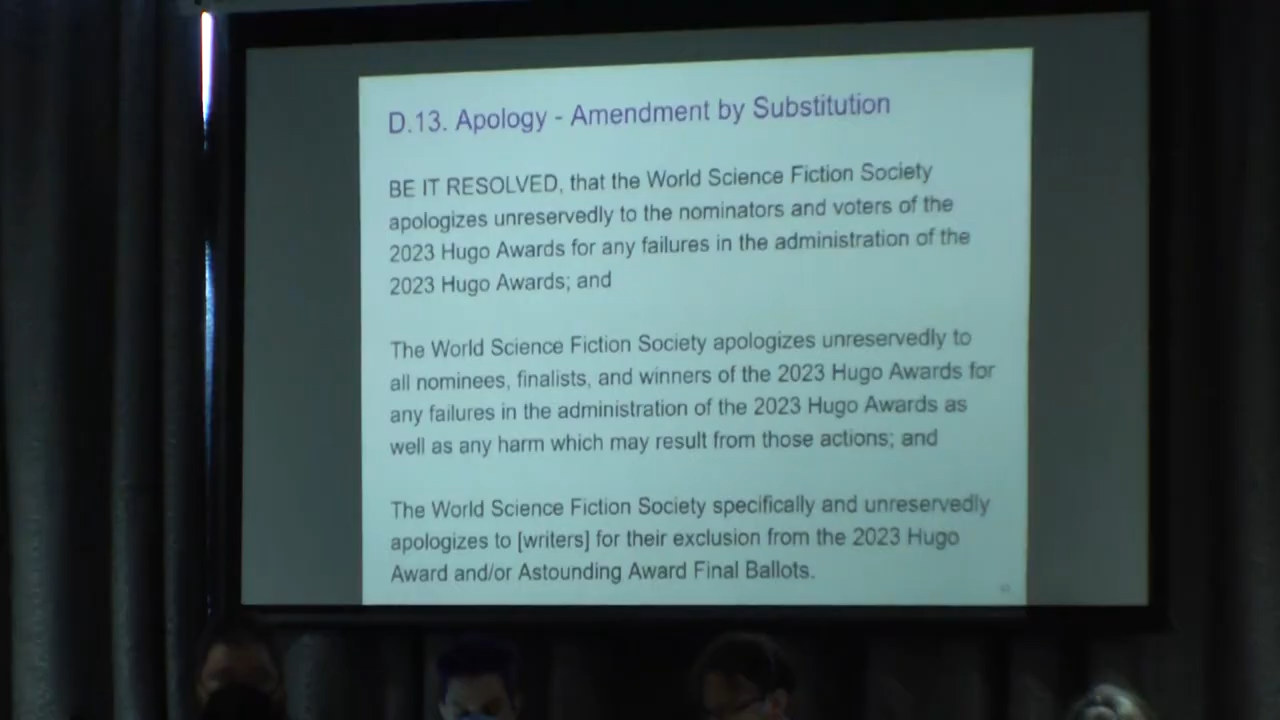 D.13. Apology - Amendment by Substitution
BE IT RESOLVED, that the World Science Fiction Society
apologizes unreservedly to the nominators and voters of the
2023 Hugo Awards for any failures in the administration of the
2023 Hugo Awards; and
The World Science Fiction Society apologizes unreservedly to
all nominees, finalists, and winners of the 2023 Hugo Awards for
any failures in the administration of the 2023 Hugo Awards as
well as any harm which may result from those actions; and
The World Science Fiction Society specifically and unreservedly
apologizes to [writers] for their exclusion from the 2023 Hugo
Award and/or Astounding Award Final Ballots.